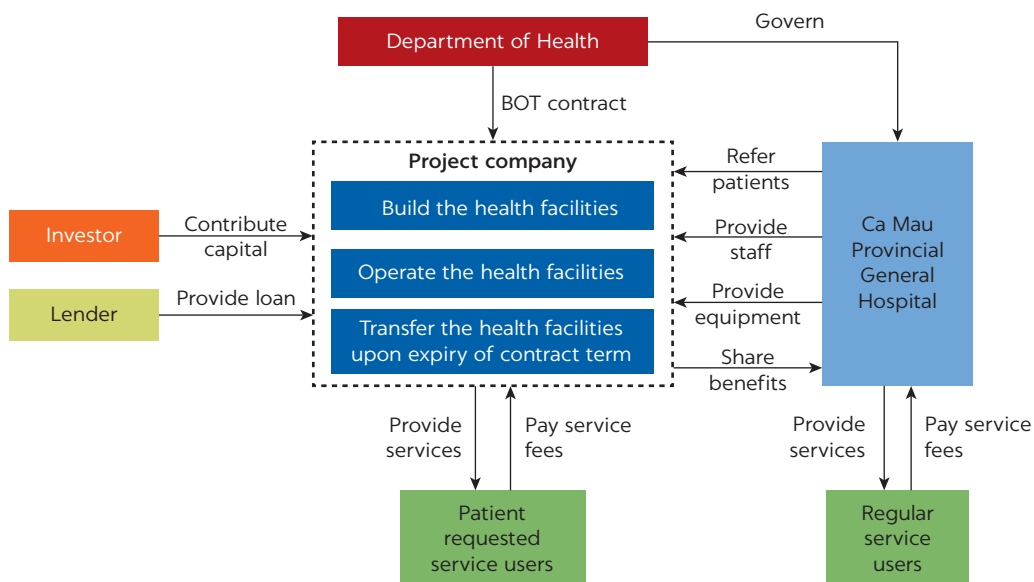 Department of Health
Govern
BOT contract
Project company
Build the health facilities
Operate the health facilities
Transfer the health facilities
upon expiry of contract term
Investor
Contribute
capital
Lender
Provide loan
Refer
patients
Provide
staff
Provide
equipment
Share
benefits
Ca Mau
Provincial
General
Hospital
Provide
services
Pay service
fees
Provide
services
Pay service
fees
Patient
requested
service users
Regular
service
users